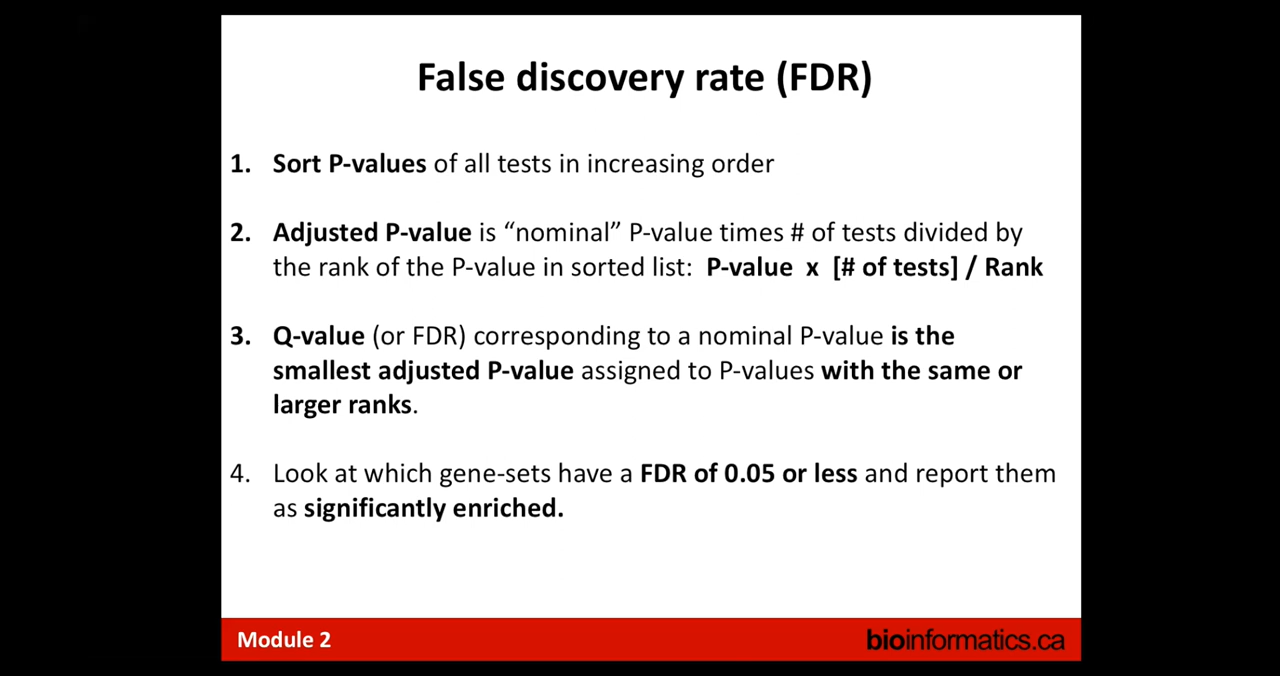 False discovery rate (FDR)
1. Sort P-values of all tests in increasing order
2. Adjusted P-value is “nominal” P-value times # of tests divided by
the rank of the P-value in sorted list: P-value x [# of tests] / Rank
3. Q-value (or FDR) corresponding to a nominal P-value is the
smallest adjusted P-value assigned to P-values with the same or
larger ranks.
4. Look at which gene-sets have a FDR of 0.05 or less and report them
as significantly enriched.
Module 2
bioinformatics.ca